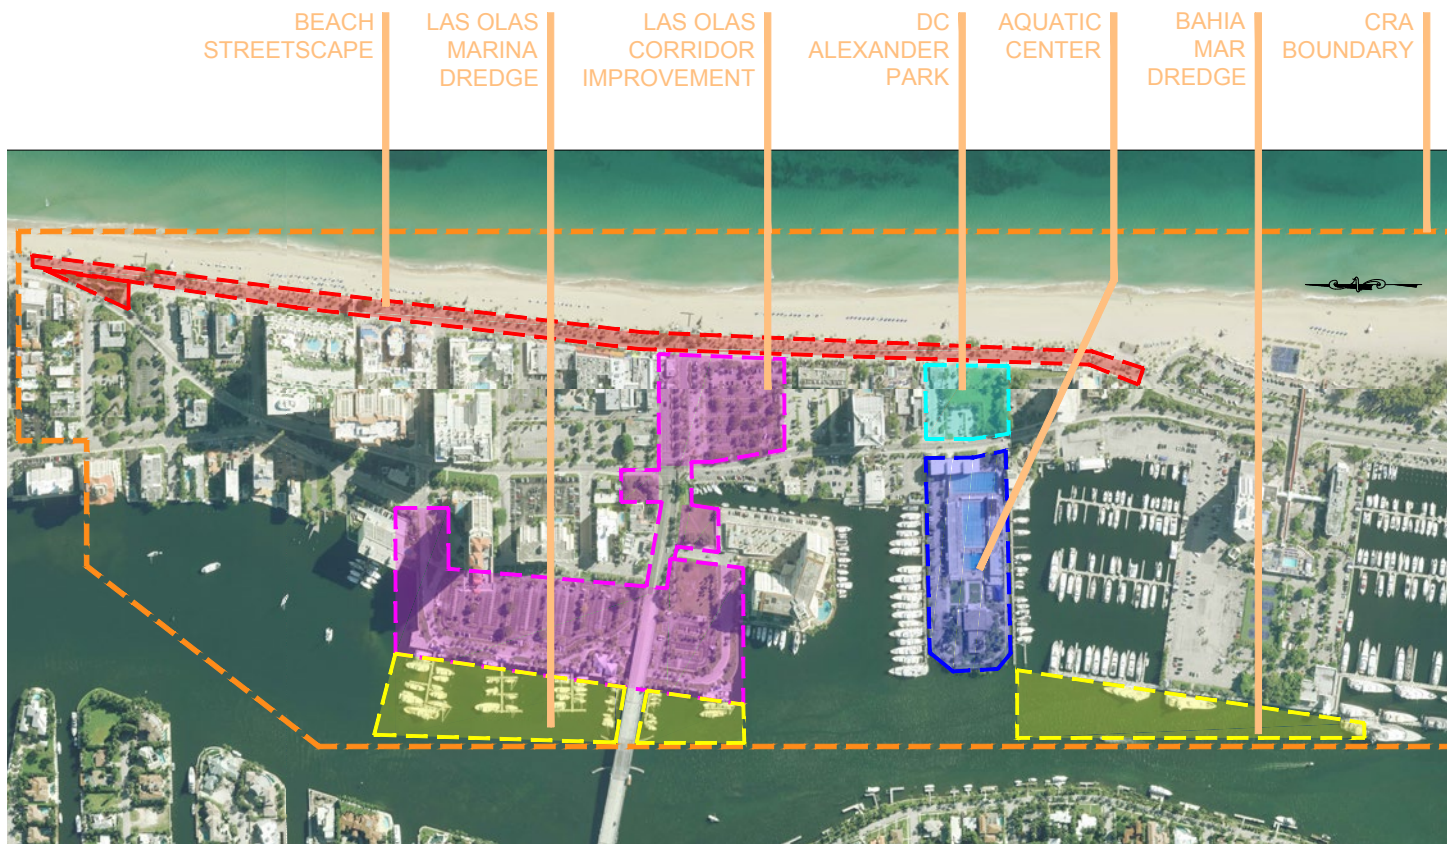 BEACH
STREETSCAPE
LAS OLAS
MARINA
DREDGE
LAS OLAS
CORRIDOR
IMPROVEMENT
DC
ALEXANDER
PARK
AQUATIC
CENTER
BAHIA
MAR
DREDGE
CRA
BOUNDARY